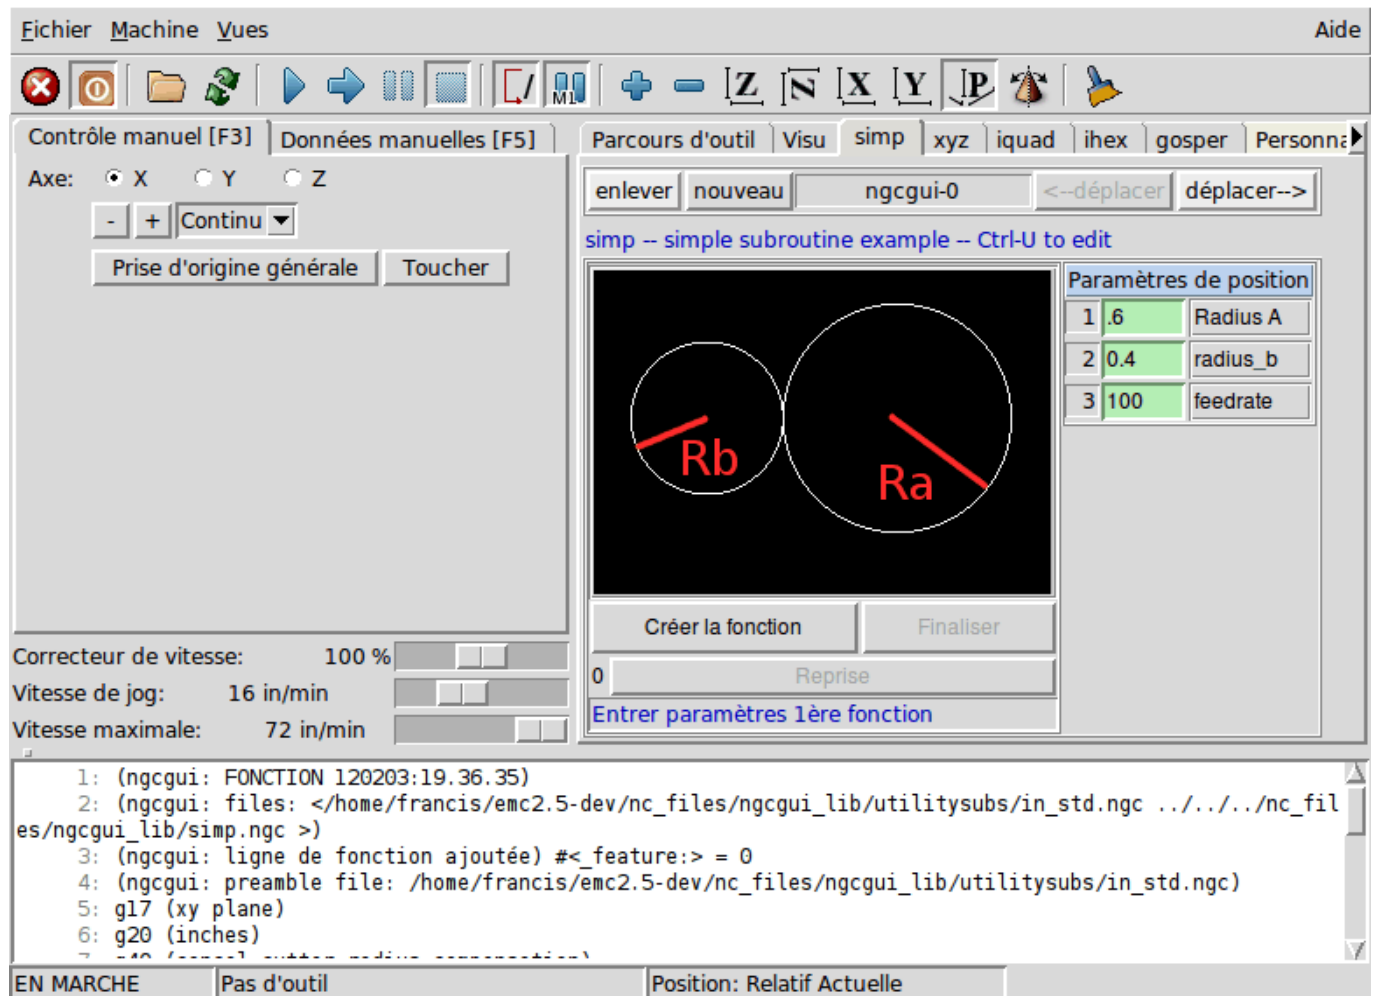 Fichier Machine Vues Aide
M1 Z N X Y P
Contrôle manuel [F3] Données manuelles [F5]
Parcours d'outil Visu simp xyz iquad ihex gosper Personna
Axe: X Y Z
- + Continu
Prise d'origine générale Toucher
enlever nouveau ngcgui-0 <--déplacer déplacer-->
simp -- simple subroutine example -- Ctrl-U to edit
Rb
Ra
Paramètres de position
1 .6 Radius A
2 0.4 radius_b
3 100 feedrate
Créer la fonction Finaliser
0 Reprise
Entrer paramètres 1ère fonction
Correcteur de vitesse: 100 %
Vitesse de jog: 16 in/min
Vitesse maximale: 72 in/min
1: (ngcgui: FONCTION 120203:19.36.35)
2: (ngcgui: files: </home/francis/emc2.5-dev/nc_files/ngcgui_lib/utilitysubs/in_std.ngc ../../../nc_fil
es/ngcgui_lib/simp.ngc >)
3: (ngcgui: ligne de fonction ajoutée) #<_feature:> = 0
4: (ngcgui: preamble file: /home/francis/emc2.5-dev/nc_files/ngcgui_lib/utilitysubs/in_std.ngc)
5: g17 (xy plane)
6: g20 (inches)
EN MARCHE Pas d'outil Position: Relatif Actuelle